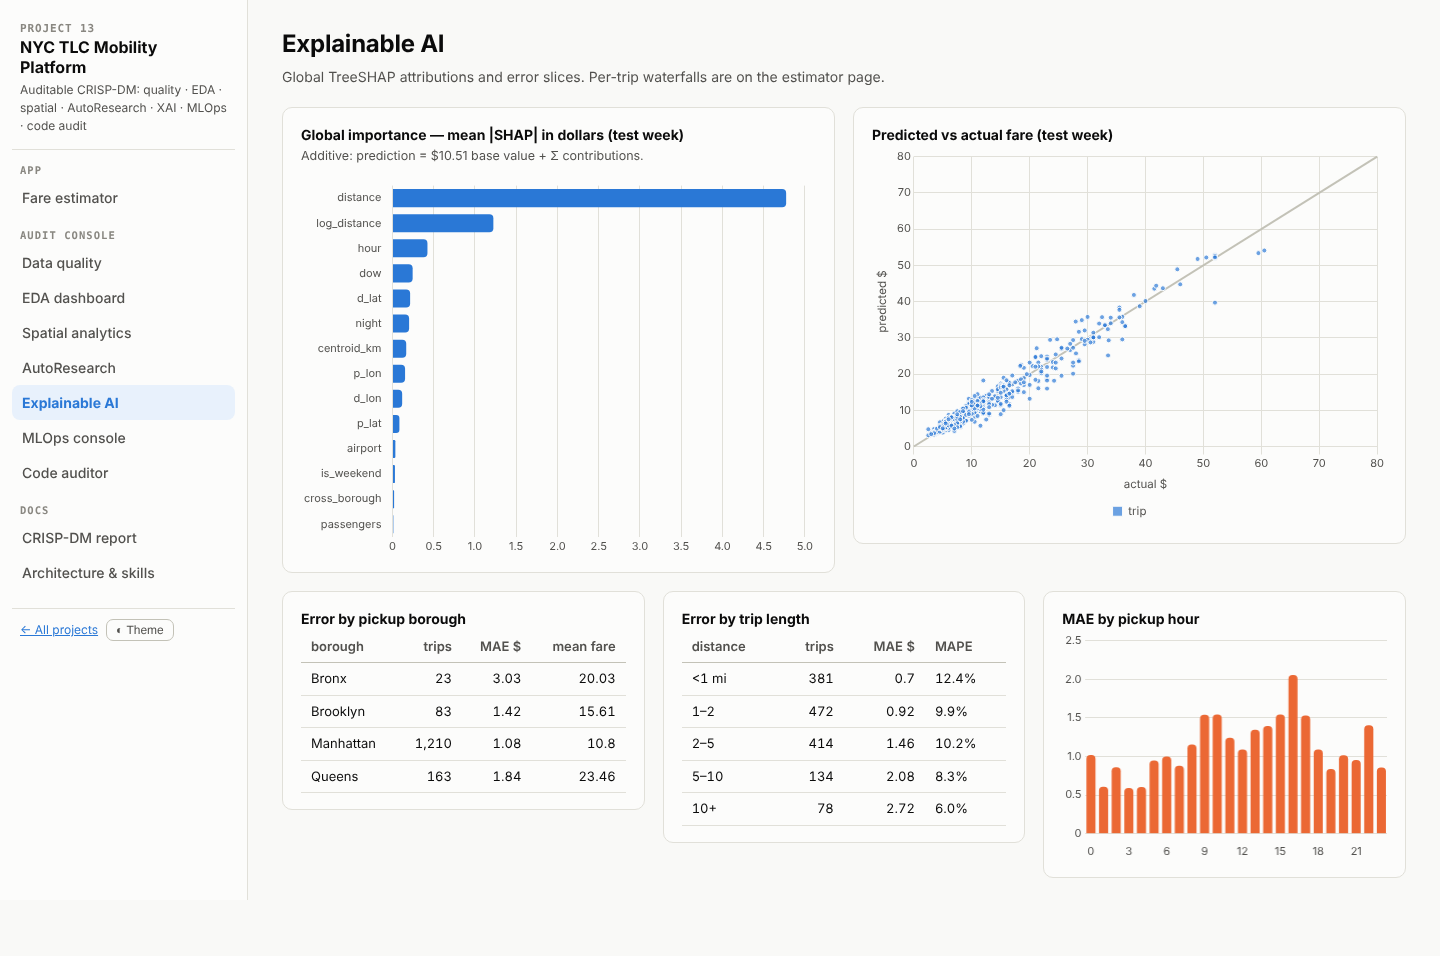 PROJECT 13
NYC TLC Mobility
Platform
Auditable CRISP-DM: quality · EDA ·
spatial · AutoResearch · XAI · MLOps
· code audit
APP
Fare estimator
AUDIT CONSOLE
Data quality
EDA dashboard
Spatial analytics
AutoResearch
Explainable AI
MLOps console
Code auditor
DOCS
CRISP-DM report
Architecture & skills
← All projects
Theme
Explainable AI
Global TreeSHAP attributions and error slices. Per-trip waterfalls are on the estimator page.
Global importance — mean |SHAP| in dollars (test week)
Additive: prediction = $10.51 base value + Σ contributions.
distance
log_distance
hour
dow
d_lat
night
centroid_km
p_lon
d_lon
p_lat
airport
is_weekend
cross_borough
passengers
0 0.5 1.0 1.5 2.0 2.5 3.0 3.5 4.0 4.5 5.0
Predicted vs actual fare (test week)
80
70
60
50
40
30
20
10
0
predicted $
0 10 20 30 40 50 60 70 80
actual $
trip
Error by pickup borough
borough trips MAE $ mean fare
Bronx 23 3.03 20.03
Brooklyn 83 1.42 15.61
Manhattan 1,210 1.08 10.8
Queens 163 1.84 23.46
Error by trip length
distance trips MAE $ MAPE
<1 mi 381 0.7 12.4%
1–2 472 0.92 9.9%
2–5 414 1.46 10.2%
5–10 134 2.08 8.3%
10+ 78 2.72 6.0%
MAE by pickup hour
2.5
2.0
1.5
1.0
0.5
0
0 3 6 9 12 15 18 21